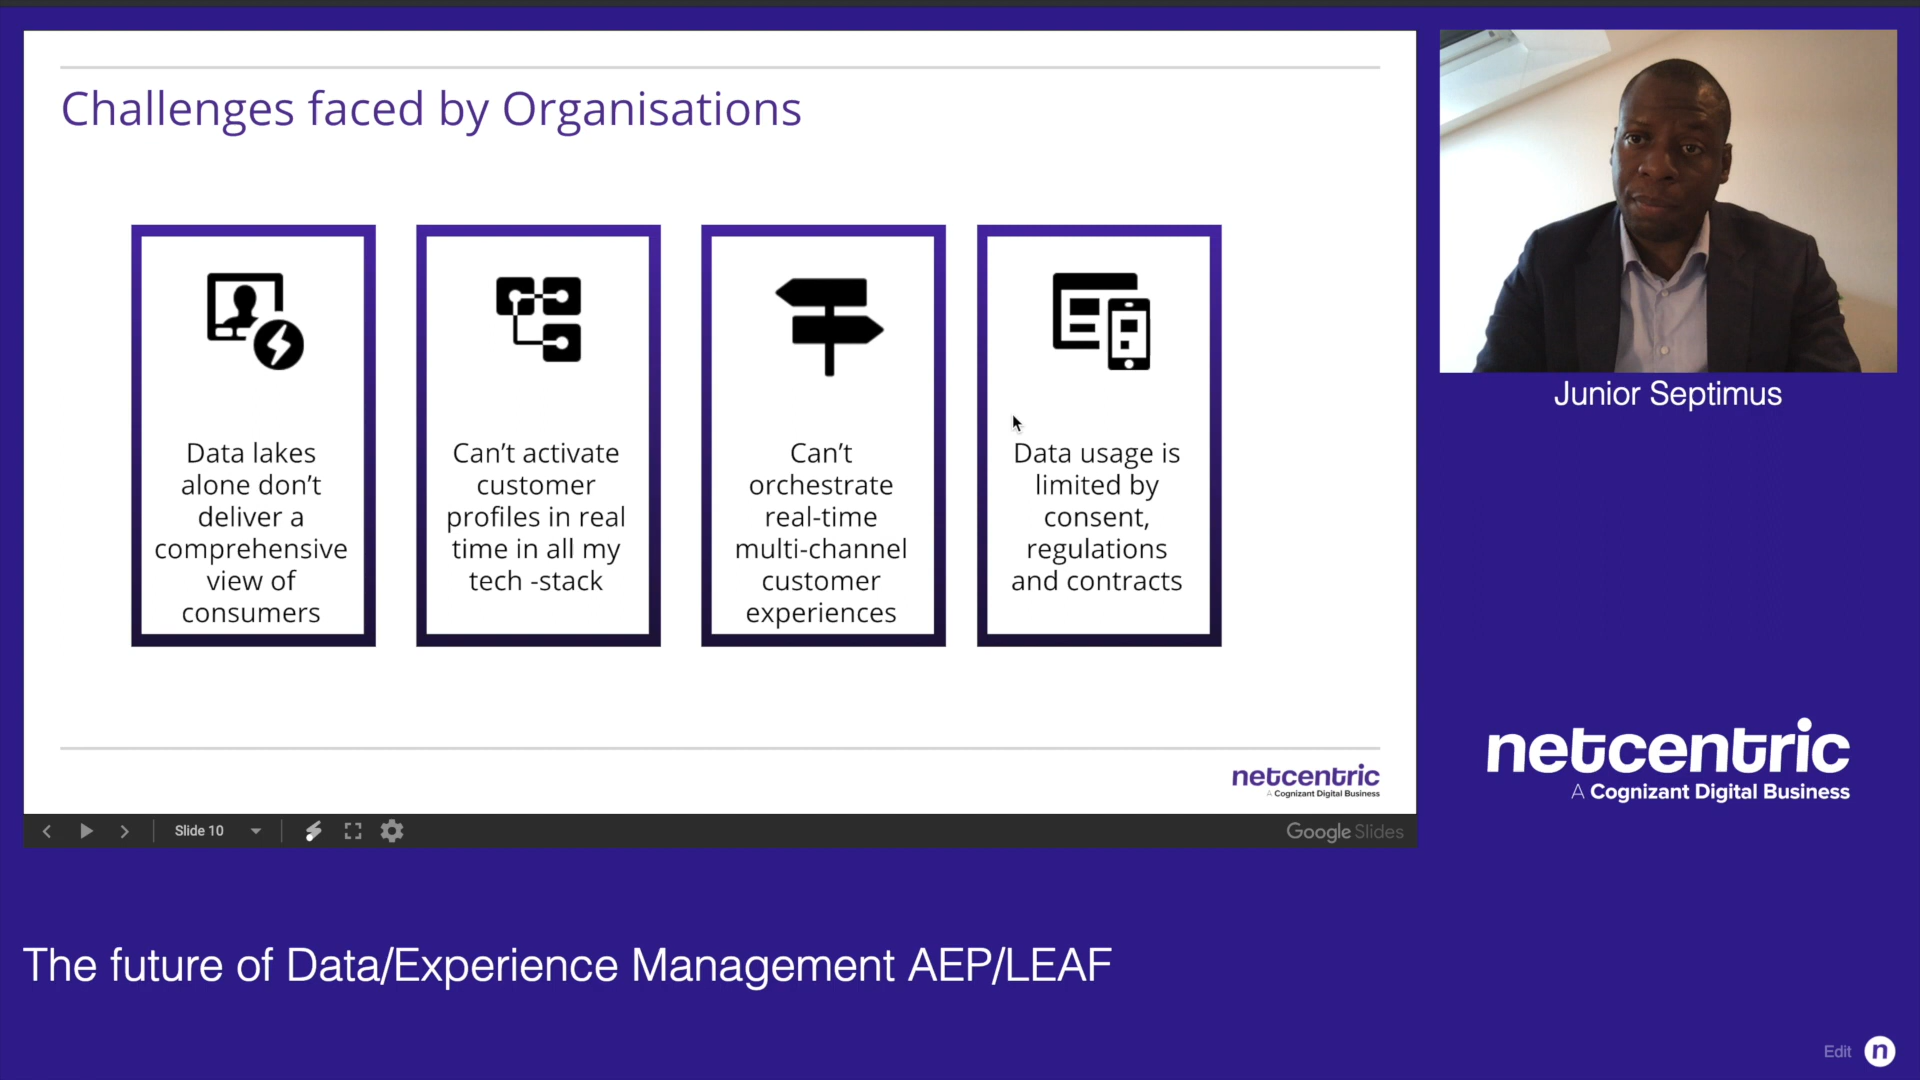 Challenges faced by Organisations
Data lakes
alone don't
deliver a
comprehensive
view of
consumers
Can't activate
customer
profiles in real
time in all my
tech -stack
Can't
orchestrate
real-time
multi-channel
customer
experiences
Data usage is
limited by
consent,
regulations
and contracts
netcentric
A Cognizant Digital Business
Slide 10
Google Slides
Junior Septimus
netcentric
A Cognizant Digital Business
The future of Data/Experience Management AEP/LEAF
Edit
n